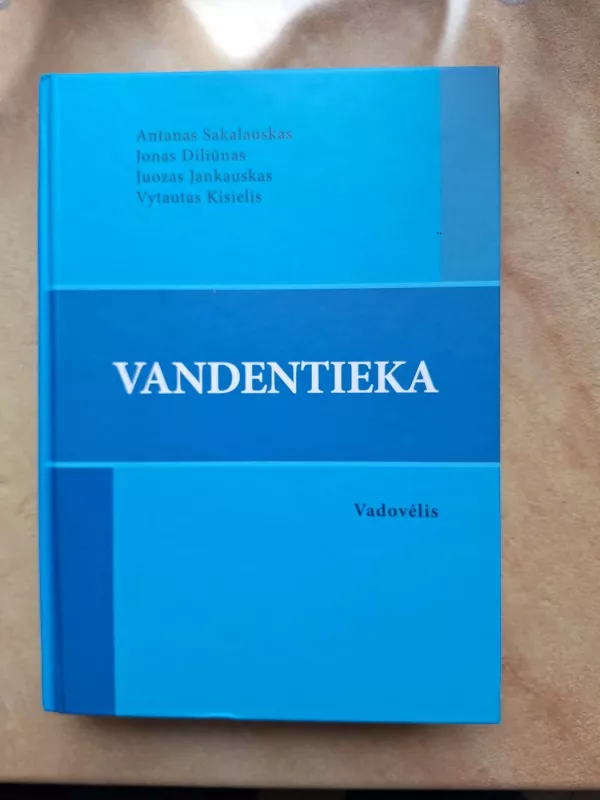 Antanas Sakalauskas
Jonas Diliūnas
Juozas Jankauskas
Vytautas Kisielis
VANDENTIEKA
Vadovėlis